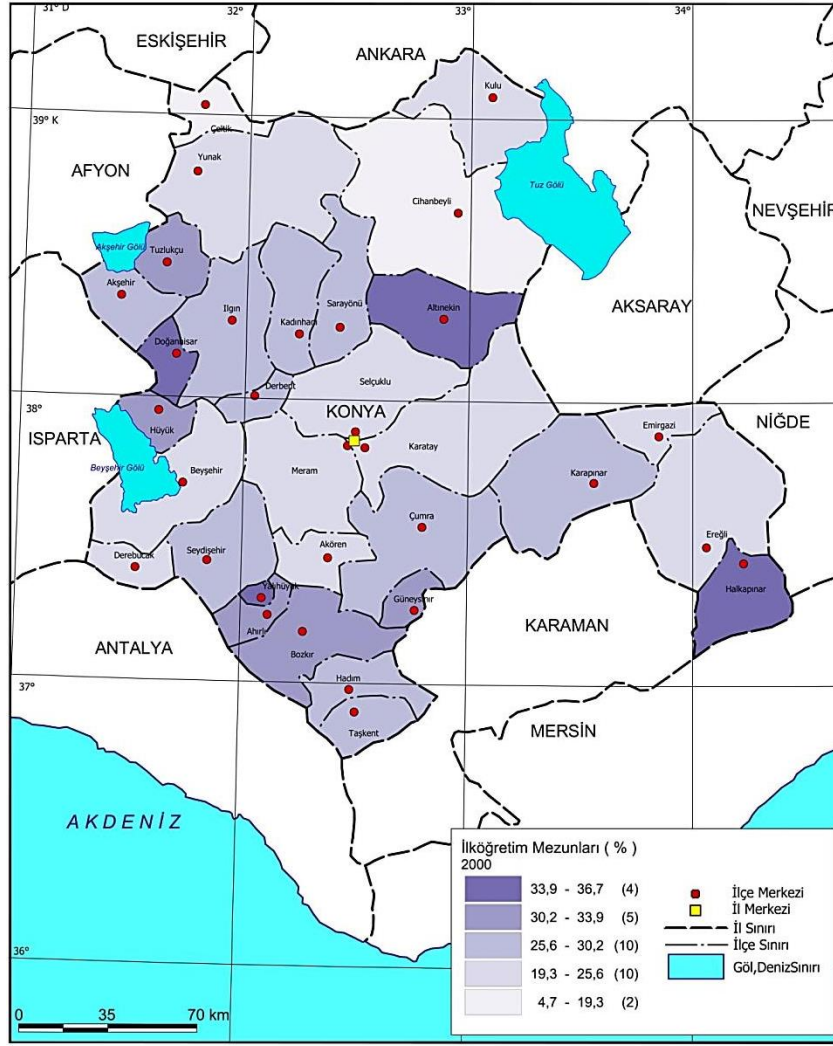 31° D
32°
33°
34°
ESKİŞEHİR
ANKARA
Kulu
39° K
Çeltik
Yunak
AFYON
Cihanbeyli
Tuz Gölü
NEVŞEHİR
Akşehir Gölü
Tuzlukçu
Akşehir
Ilgın
Kadınhanı
Sarayönü
Altınekin
AKSARAY
Doğanhisar
Derbent
Selçuklu
38°
KONYA
NİĞDE
ISPARTA
Hüyük
Emirgazi
Beyşehir Gölü
Beyşehir
Meram
Karatay
Karapınar
Çumra
Derebucak
Seydişehir
Akören
Ereğli
Yalıhüyük
Güneysınır
Halkapınar
Ahırlı
Bozkır
KARAMAN
ANTALYA
37°
Hadım
Taşkent
MERSİN
AKDENİZ
İlköğretim Mezunları ( % )
2000
33,9 - 36,7 (4)
30,2 - 33,9 (5)
25,6 - 30,2 (10)
19,3 - 25,6 (10)
4,7 - 19,3 (2)
İlçe Merkezi
İl Merkezi
İl Sınırı
İlçe Sınırı
Göl,DenizSınırı
36°
0 35 70 km